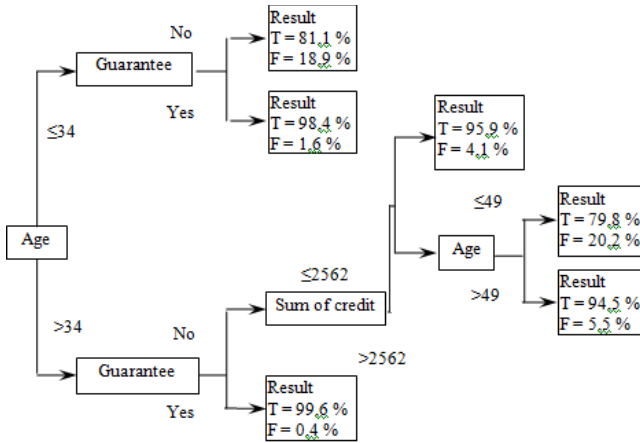 No
Result
T = 81,1 %
F = 18,9 %
Guarantee
Yes
Result
T = 98,4 %
F = 1,6 %
≤34
Age
>34
No
Guarantee
Yes
Result
T = 99,6 %
F = 0,4 %
≤2562
Sum of credit
>2562
Result
T = 95,9 %
F = 4,1 %
≤49
Age
>49
Result
T = 79,8 %
F = 20,2 %
Result
T = 94,5 %
F = 5,5 %